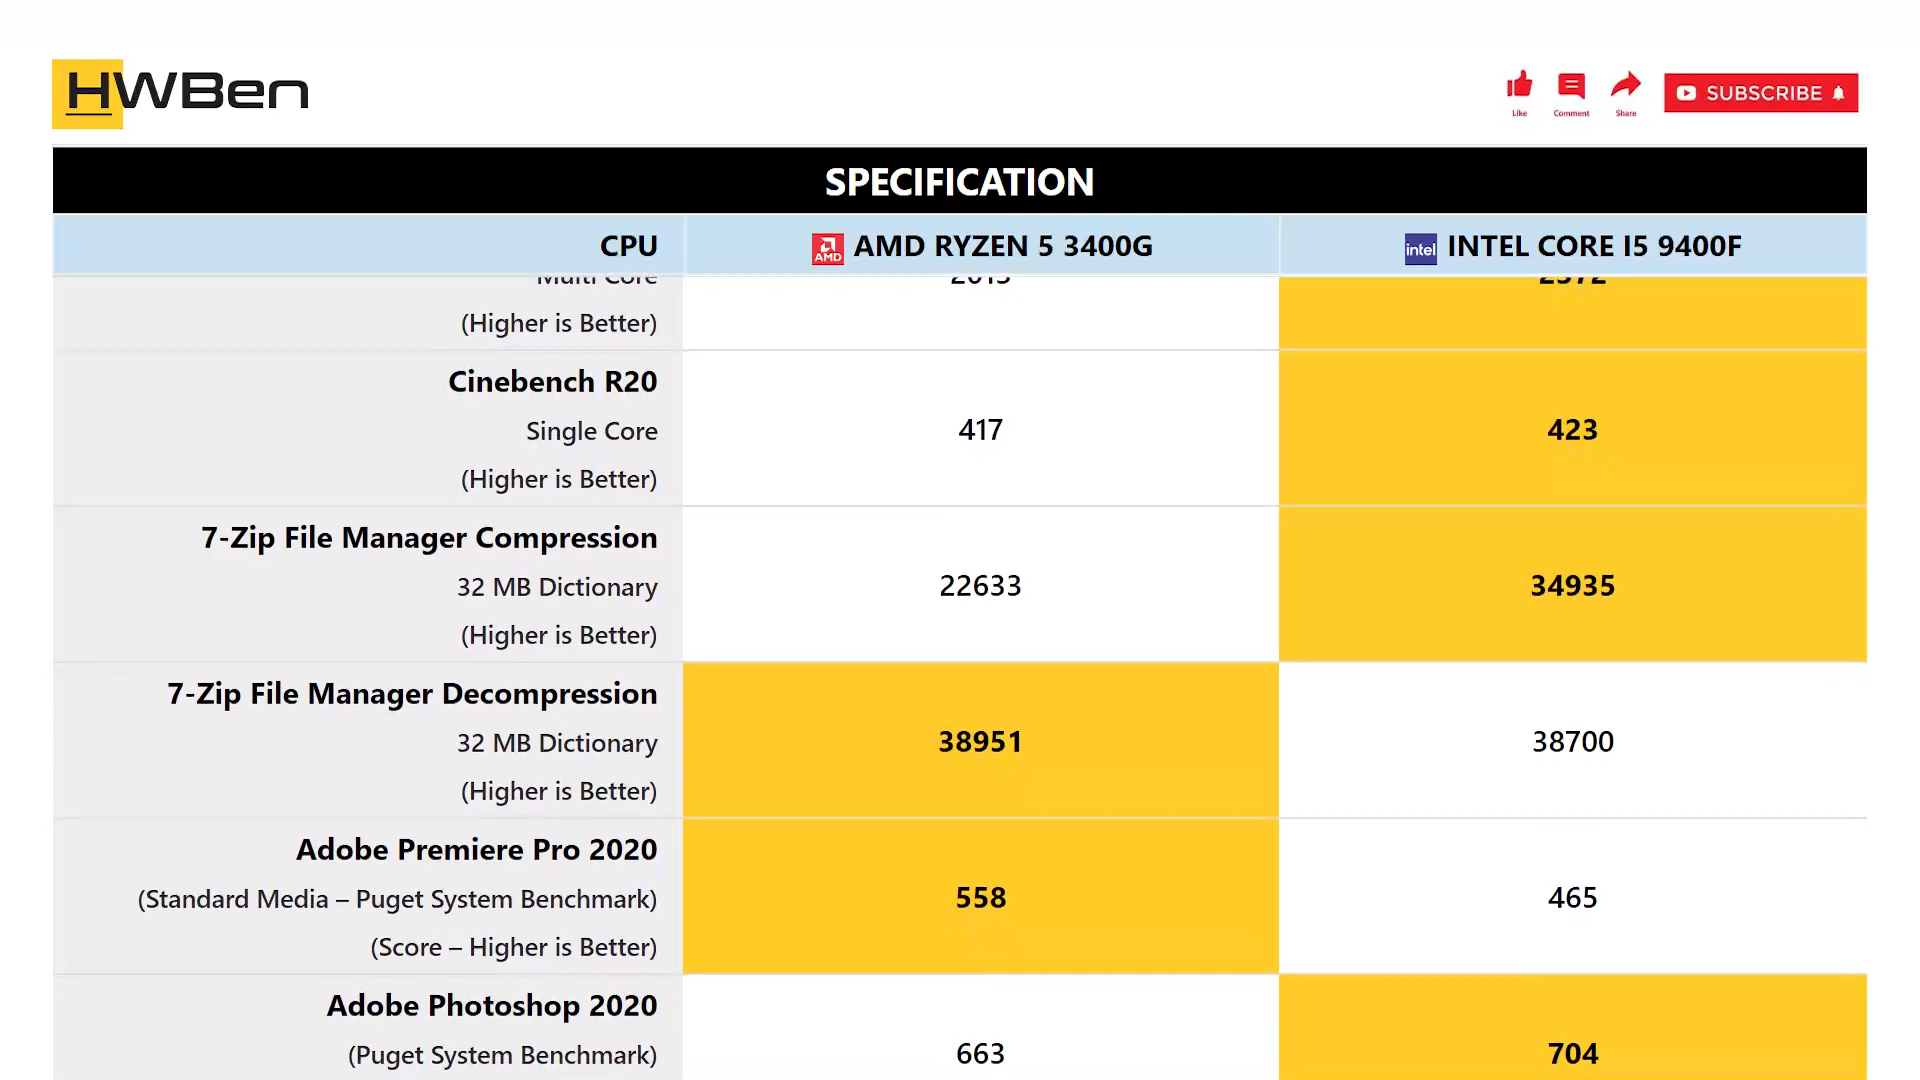 HWBen
Like
Comment
Share
SUBSCRIBE
SPECIFICATION
CPU
AMD
AMD RYZEN 5 3400G
intel
INTEL CORE I5 9400F
Multi Core
(Higher is Better)
Cinebench R20
Single Core
(Higher is Better)
417
423
7-Zip File Manager Compression
32 MB Dictionary
(Higher is Better)
22633
34935
7-Zip File Manager Decompression
32 MB Dictionary
(Higher is Better)
38951
38700
Adobe Premiere Pro 2020
(Standard Media – Puget System Benchmark)
(Score – Higher is Better)
558
465
Adobe Photoshop 2020
(Puget System Benchmark)
663
704